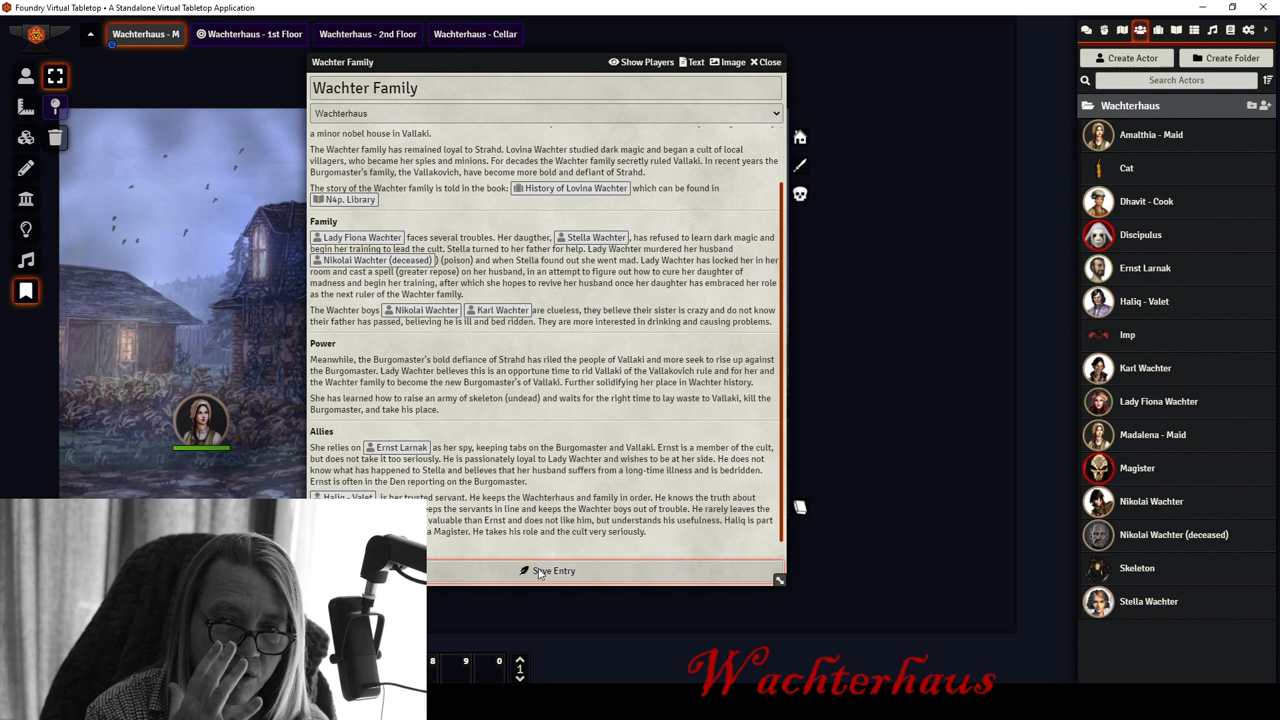 Foundry Virtual Tabletop • A Standalone Virtual Tabletop Application
Wachterhaus - M
Wachterhaus - 1st Floor
Wachterhaus - 2nd Floor
Wachterhaus - Cellar
Wachter Family
Show Players Text Image Close
Wachter Family
Wachterhaus
a minor nobel house in Vallaki.
The Wachter family has remained loyal to Strahd. Lovina Wachter studied dark magic and began a cult of local
villagers, who became her spies and minions. For decades the Wachter family secretly ruled Vallaki. In recent years the
Burgomaster's family, the Vallakovich, have become more bold and defiant of Strahd.
The story of the Wachter family is told in the book: History of Lovina Wachter which can be found in
N4p. Library
Family
Lady Fiona Wachter faces several troubles. Her daugther, Stella Wachter, has refused to learn dark magic and
begin her training to lead the cult. Stella turned to her father for help. Lady Wachter murdered her husband
Nikolai Wachter (deceased) ) (poison) and when Stella found out she went mad. Lady Wachter has locked her in her
room and cast a spell (greater repose) on her husband, in an attempt to figure out how to cure her daughter of
madness and begin her training, after which she hopes to revive her husband once her daughter has embraced her role
as the next ruler of the Wachter family.
The Wachter boys Nikolai Wachter Karl Wachter are clueless, they believe their sister is crazy and do not know
their father has passed, believing he is ill and bed ridden. They are more interested in drinking and causing problems.
Power
Meanwhile, the Burgomaster's bold defiance of Strahd has riled the people of Vallaki and more seek to rise up against
the Burgomaster. Lady Wachter believes this is an opportune time to rid Vallaki of the Vallakovich rule and for her and
the Wachter family to become the new Burgomaster's of Vallaki. Further solidifying her place in Wachter history.
She has learned how to raise an army of skeleton (undead) and waits for the right time to lay waste to Vallaki, kill the
Burgomaster, and take his place.
Allies
She relies on Ernst Larnak as her spy, keeping tabs on the Burgomaster and Vallaki. Ernst is a member of the cult,
but does not take it too seriously. He is passionately loyal to Lady Wachter and wishes to be at her side. He does not
know what has happened to Stella and believes that her husband suffers from a long-time illness and is bedridden.
Ernst is often in the Den reporting on the Burgomaster.
Haliq - Valet is her trusted servant. He keeps the Wachterhaus and family in order. He knows the truth about
eeps the servants in line and keeps the Wachter boys out of trouble. He rarely leaves the
valuable than Ernst and does not like him, but understands his usefulness. Haliq is part
a Magister. He takes his role and the cult very seriously.
Save Entry
8 9 0
1
Wachterhaus
Create Actor
Create Folder
Search Actors
Wachterhaus
Amalthia - Maid
Cat
Dhavit - Cook
Discipulus
Ernst Larnak
Haliq - Valet
Imp
Karl Wachter
Lady Fiona Wachter
Madalena - Maid
Magister
Nikolai Wachter
Nikolai Wachter (deceased)
Skeleton
Stella Wachter